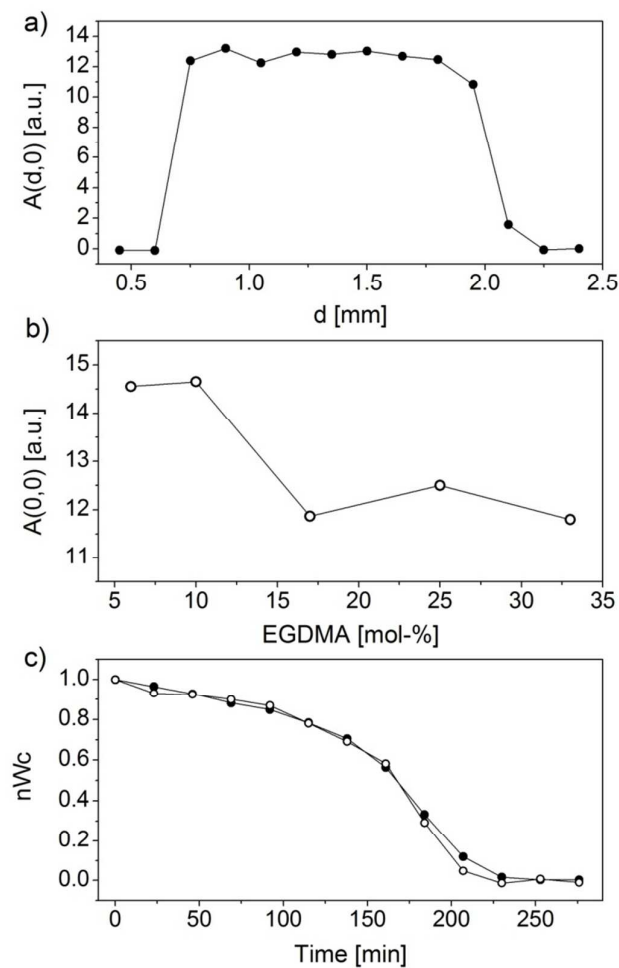 a)
14
12
10
8
6
4
2
0
A(d,0) [a.u.]
0.5 1.0 1.5 2.0 2.5
d [mm]
b)
15
14
13
12
11
A(0,0) [a.u.]
5 10 15 20 25 30 35
EGDMA [mol-%]
c)
1.0
0.8
0.6
0.4
0.2
0.0
nWc
0 50 100 150 200 250
Time [min]